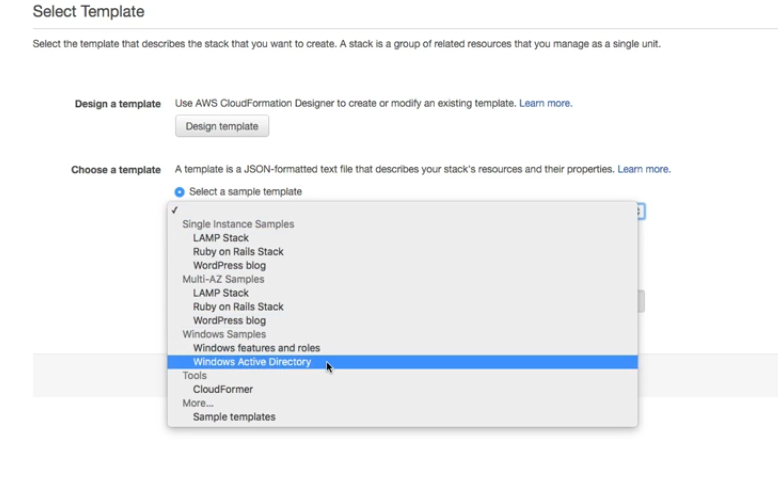 Select Template
Select the template that describes the stack that you want to create. A stack is a group of related resources that you manage as a single unit.
Design a template Use AWS CloudFormation Designer to create or modify an existing template. Learn more.
Design template
Choose a template A template is a JSON-formatted text file that describes your stack's resources and their properties. Learn more.
Select a sample template
Single Instance Samples
LAMP Stack
Ruby on Rails Stack
WordPress blog
Multi-AZ Samples
LAMP Stack
Ruby on Rails Stack
WordPress blog
Windows Samples
Windows features and roles
Windows Active Directory
Tools
CloudFormer
More...
Sample templates